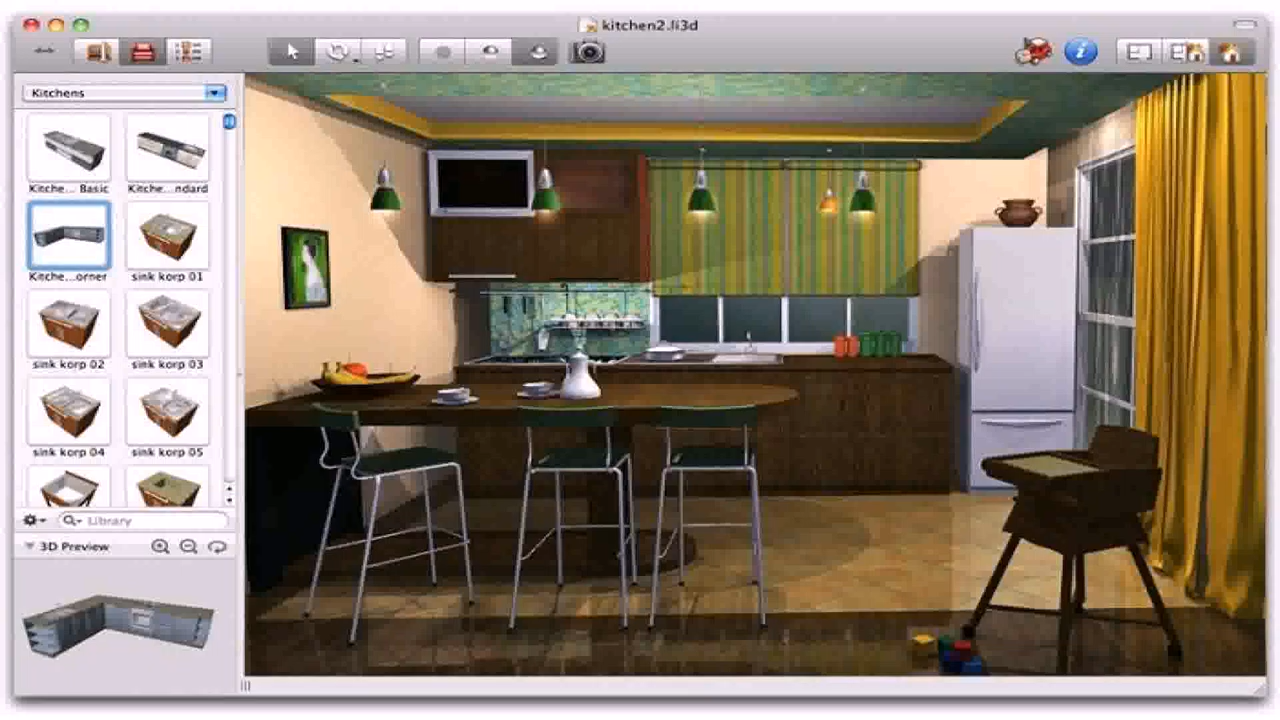 kitchen2.li3d
Kitchens
Kitche... Basic
Kitche...ndard
Kitche...orner
sink korp 01
sink korp 02
sink korp 03
sink korp 04
sink korp 05
Library
3D Preview